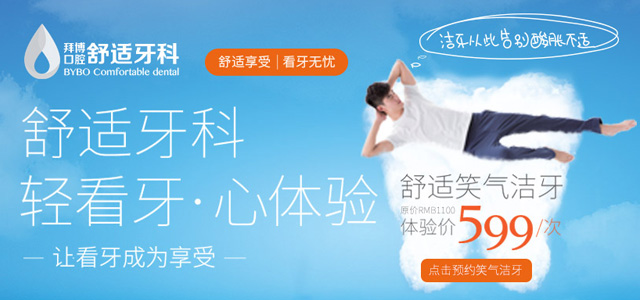 拜博口腔 舒适牙科
BYBO Comfortable dental
舒适享受 | 看牙无忧
洁牙从此告别酸胀不适
舒适牙科
轻看牙·心体验
— 让看牙成为享受 —
舒适笑气洁牙
原价RMB1100
体验价599/次
点击预约笑气洁牙